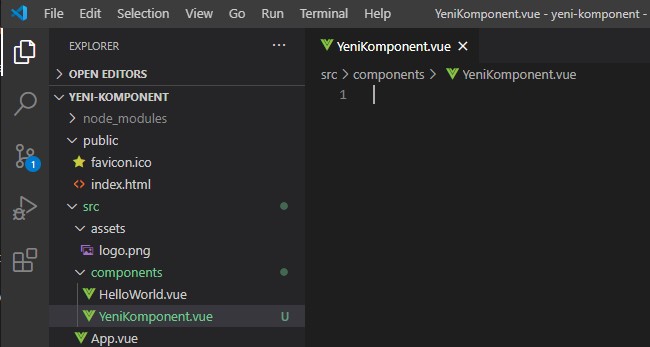 File Edit Selection View Go Run Terminal Help YeniKomponent.vue - yeni-komponent -
EXPLORER ...
OPEN EDITORS
YENI-KOMPONENT
node_modules
public
favicon.ico
index.html
src
assets
logo.png
components
HelloWorld.vue
YeniKomponent.vue U
App.vue
1
YeniKomponent.vue
src > components > YeniKomponent.vue
1